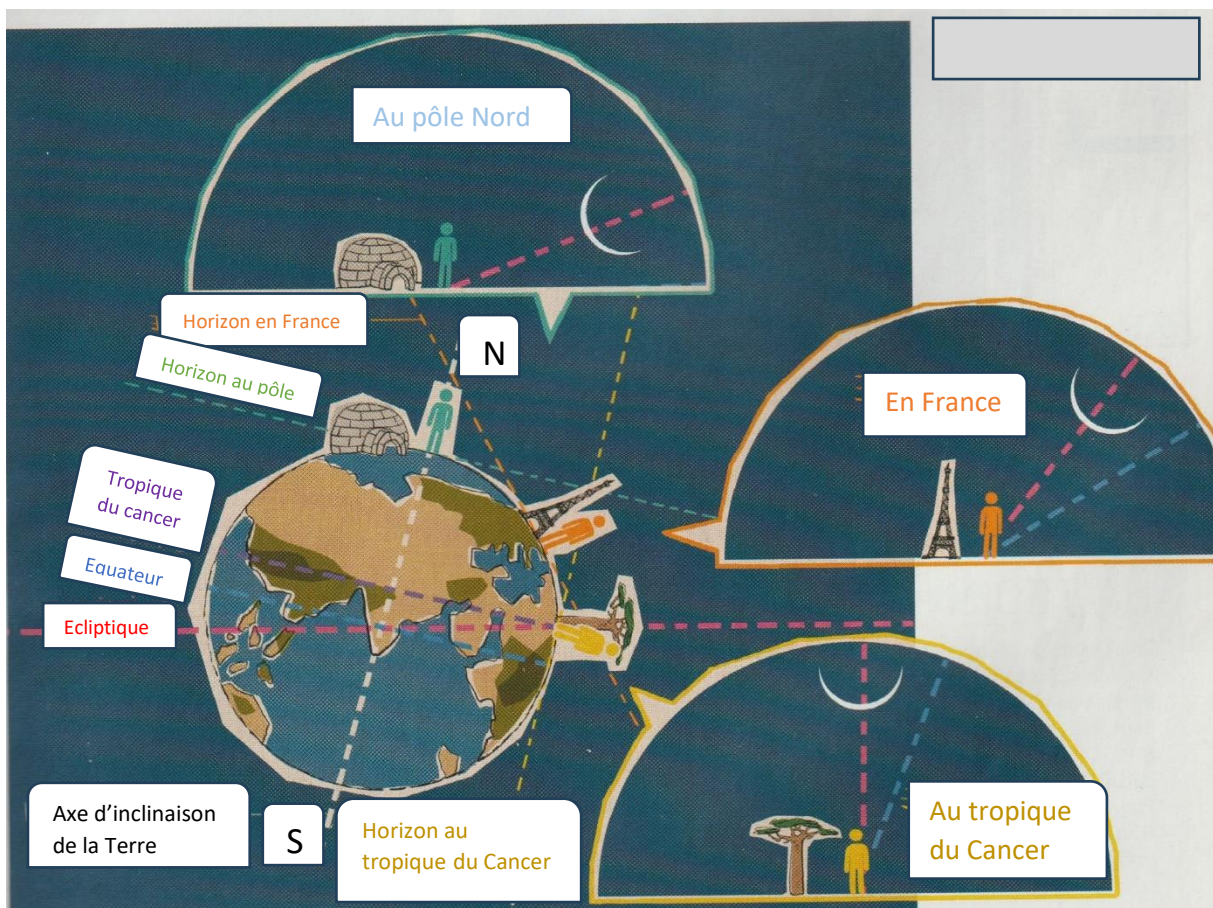 Au pôle Nord
Horizon en France
N
Horizon au pôle
En France
Tropique
du cancer
Equateur
Ecliptique
Axe d’inclinaison
de la Terre
S
Horizon au
tropique du Cancer
Au tropique
du Cancer